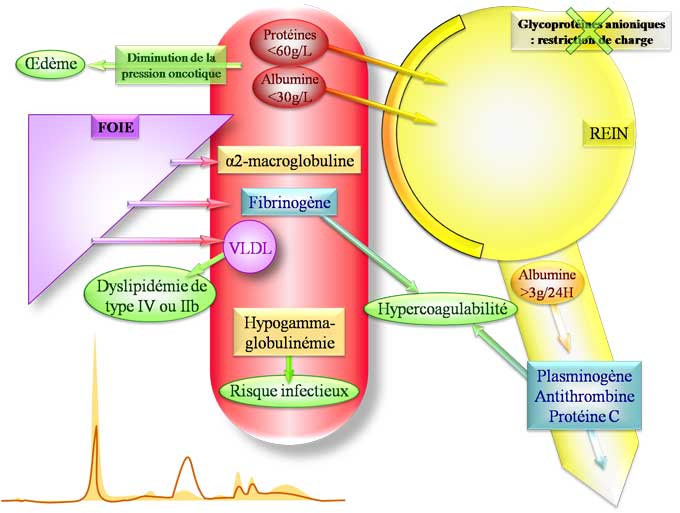 Glycoprotéines anioniques
: restriction de charge
Protéines
<60g/L
Diminution de la
pression oncotique
Œdème
Albumine
<30g/L
FOIE
REIN
α2-macroglobuline
Fibrinogène
VLDL
Albumine
>3g/24H
Dyslipidémie de
type IV ou IIb
Hypercoagulabilité
Hypogamma-
globulinémie
Plasminogène
Antithrombine
Protéine C
Risque infectieux